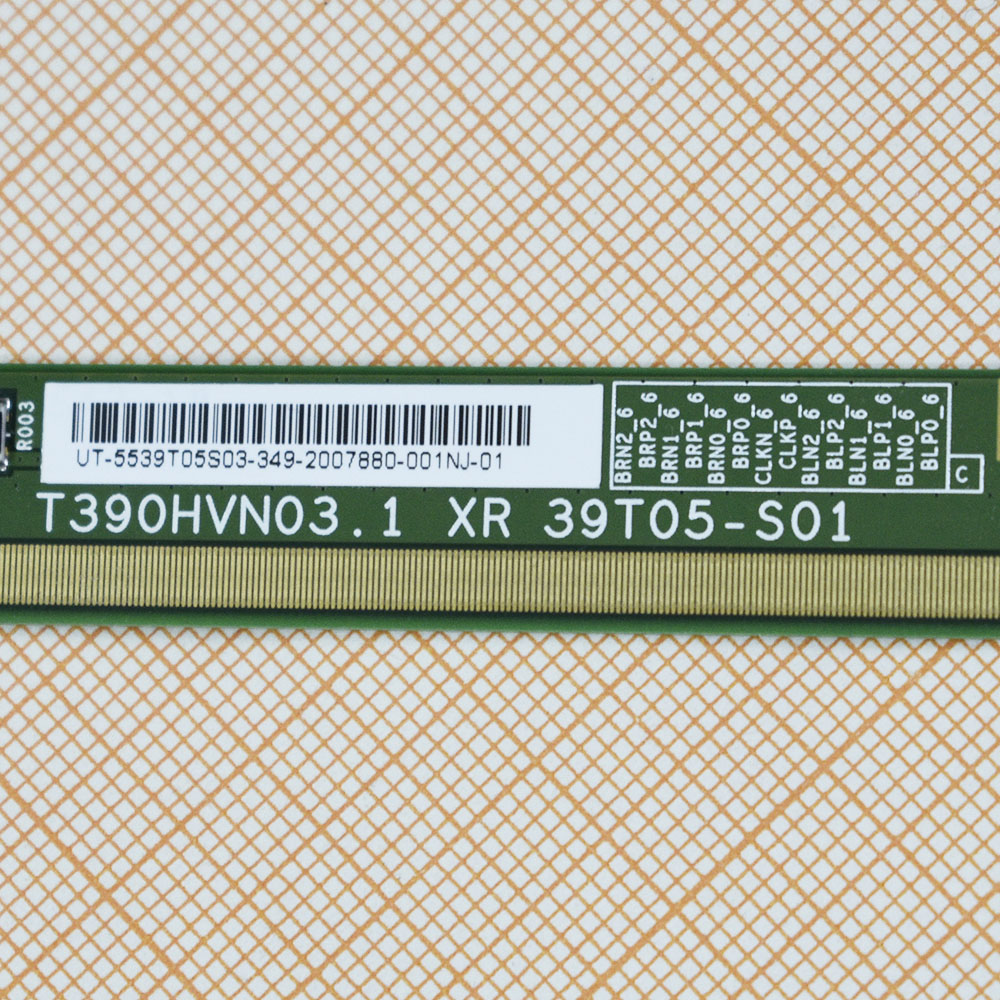 R003
UT-5539T05S03-349-2007880-001NJ-01
T390HVN03.1 XR 39T05-S01
BRN2_6
BRP2_6
BRN1_6
BRP1_6
BRN0_6
BRP0_6
CLKN_6
CLKP_6
BLN2_6
BLP2_6
BLN1_6
BLP1_6
BLN0_6
BLP0_6
C